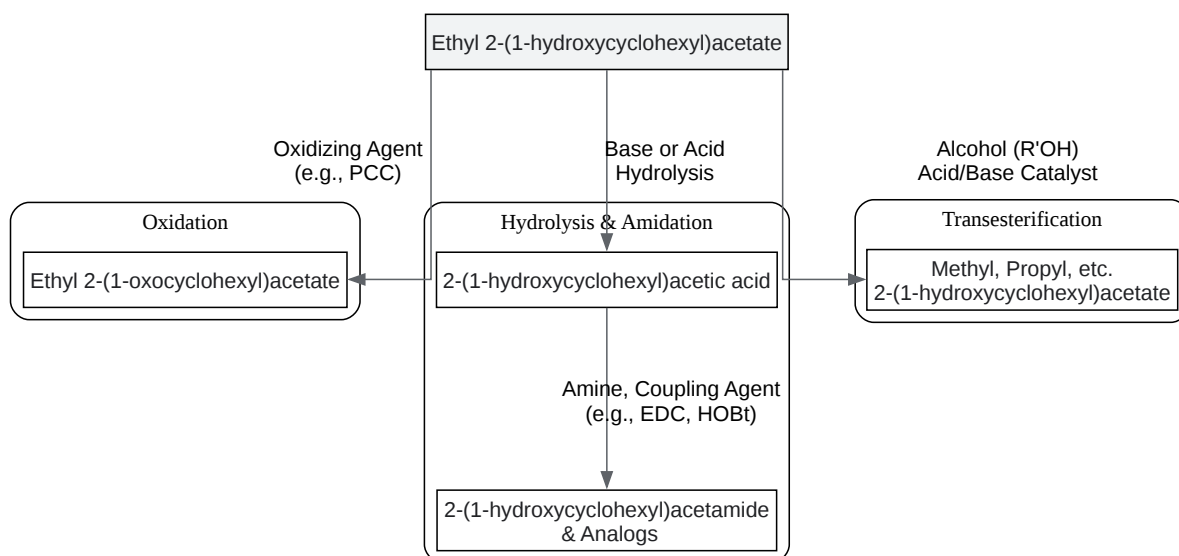 Ethyl 2-(1-hydroxycyclohexyl)acetate
Oxidizing Agent
(e.g., PCC)
Base or Acid
Hydrolysis
Alcohol (R'OH)
Acid/Base Catalyst
Oxidation
Hydrolysis & Amidation
Transesterification
Ethyl 2-(1-oxocyclohexyl)acetate
2-(1-hydroxycyclohexyl)acetic acid
Methyl, Propyl, etc.
2-(1-hydroxycyclohexyl)acetate
Amine, Coupling Agent
(e.g., EDC, HOBt)
2-(1-hydroxycyclohexyl)acetamide
& Analogs